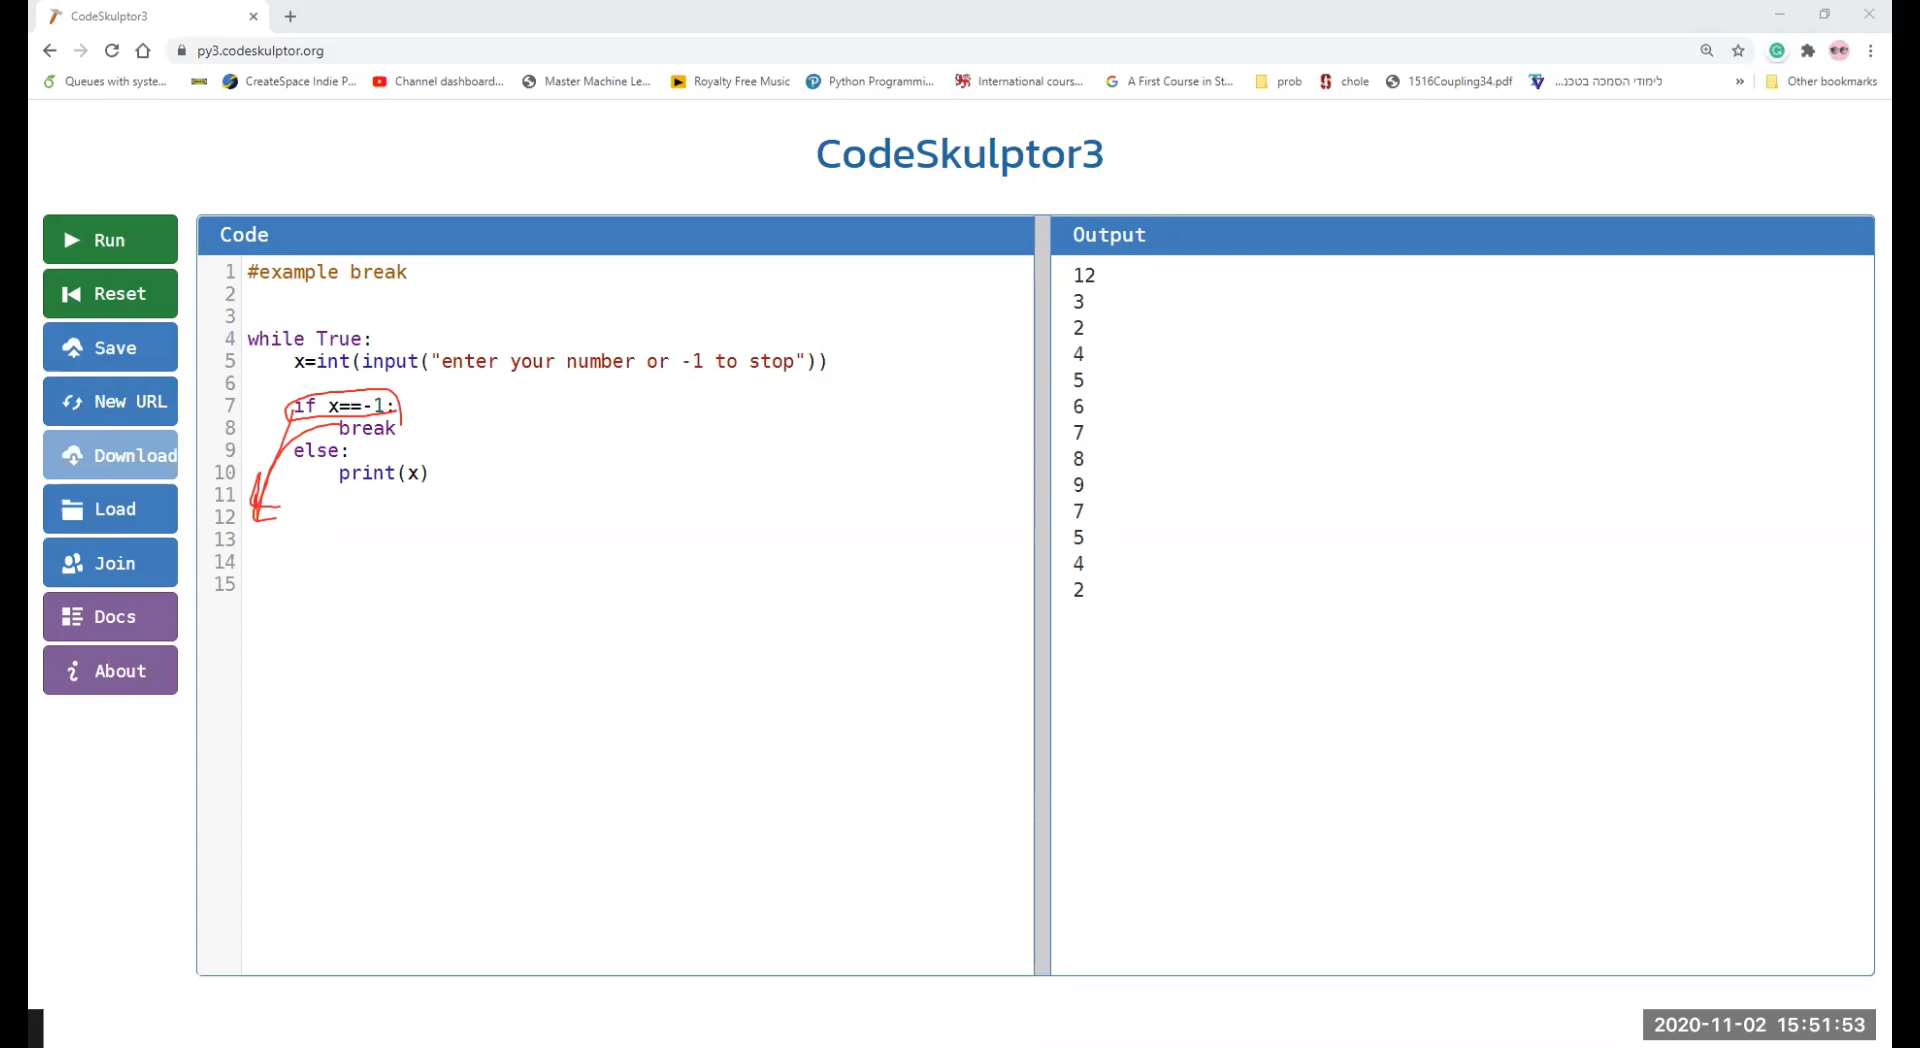 CodeSkulptor3
py3.codeskulptor.org
Queues with syste... CreateSpace Indie P... Channel dashboard... Master Machine Le... Royalty Free Music Python Programmi... International cours... A First Course in St... prob chole 1516Coupling34.pdf לימודי הסמכה בטכנ... » Other bookmarks
CodeSkulptor3
Run
Reset
Save
New URL
Download
Load
Join
Docs
About
Code
1 #example break
2
3
4 while True:
5 x=int(input("enter your number or -1 to stop"))
6
7 if x==-1:
8 break
9 else:
10 print(x)
11
12
13
14
15
Output
12
3
2
4
5
6
7
8
9
7
5
4
2
2020-11-02 15:51:53